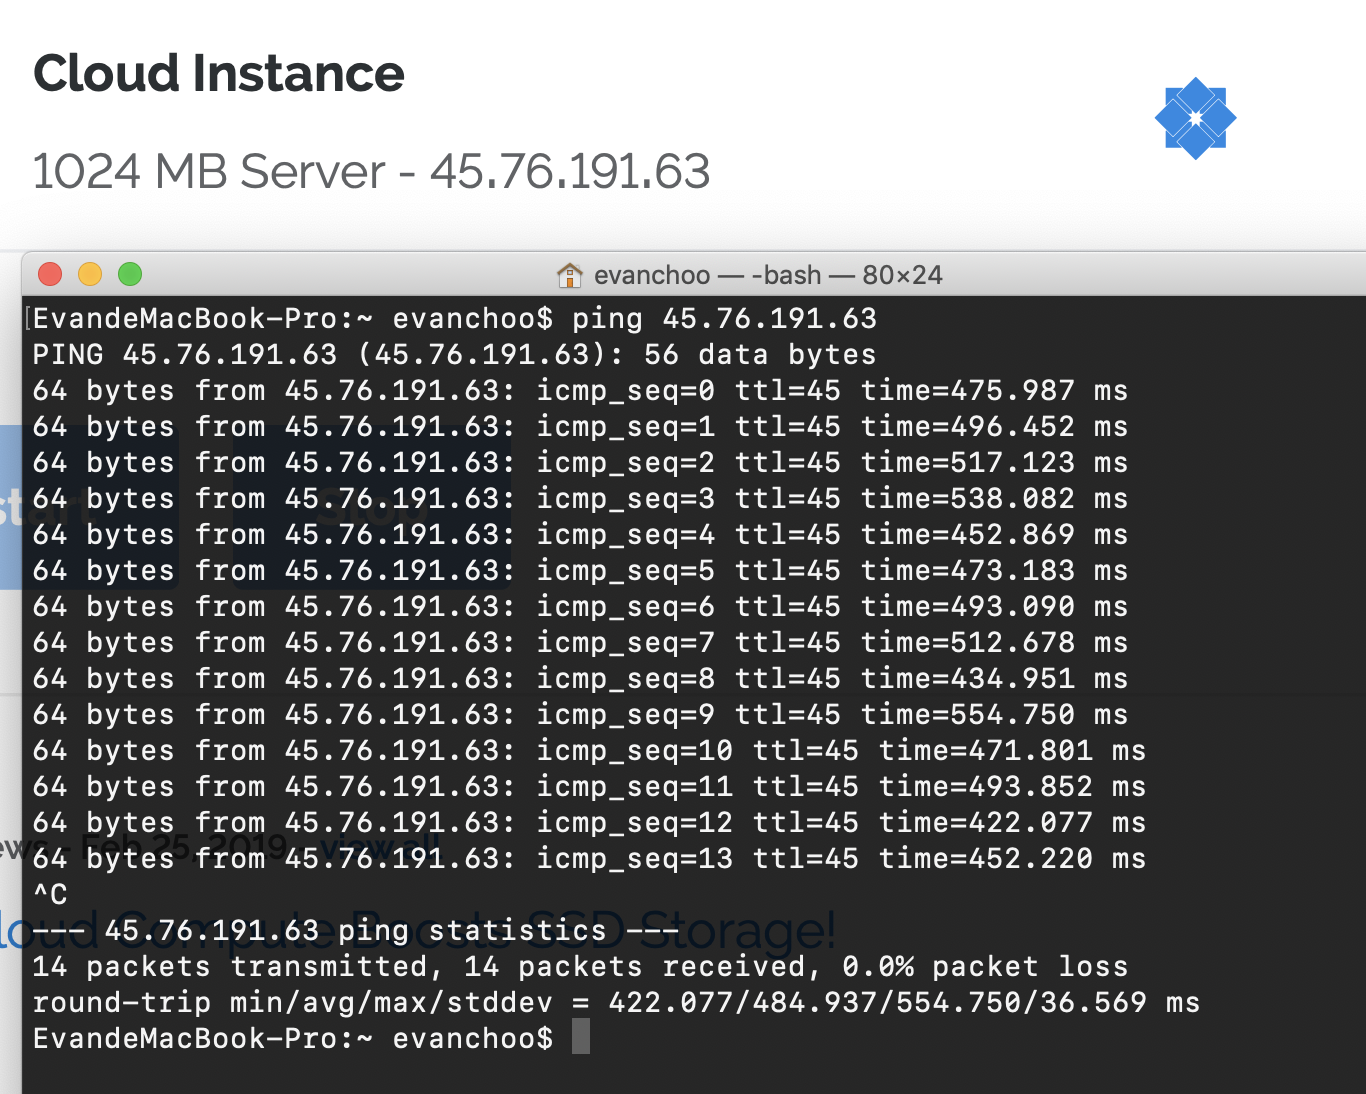 Cloud Instance
1024 MB Server - 45.76.191.63
evanchoo — -bash — 80×24
[EvandeMacBook-Pro:~ evanchoo$ ping 45.76.191.63
PING 45.76.191.63 (45.76.191.63): 56 data bytes
64 bytes from 45.76.191.63: icmp_seq=0 ttl=45 time=475.987 ms
64 bytes from 45.76.191.63: icmp_seq=1 ttl=45 time=496.452 ms
64 bytes from 45.76.191.63: icmp_seq=2 ttl=45 time=517.123 ms
64 bytes from 45.76.191.63: icmp_seq=3 ttl=45 time=538.082 ms
start Stop
64 bytes from 45.76.191.63: icmp_seq=4 ttl=45 time=452.869 ms
64 bytes from 45.76.191.63: icmp_seq=5 ttl=45 time=473.183 ms
64 bytes from 45.76.191.63: icmp_seq=6 ttl=45 time=493.090 ms
64 bytes from 45.76.191.63: icmp_seq=7 ttl=45 time=512.678 ms
64 bytes from 45.76.191.63: icmp_seq=8 ttl=45 time=434.951 ms
64 bytes from 45.76.191.63: icmp_seq=9 ttl=45 time=554.750 ms
64 bytes from 45.76.191.63: icmp_seq=10 ttl=45 time=471.801 ms
64 bytes from 45.76.191.63: icmp_seq=11 ttl=45 time=493.852 ms
64 bytes from 45.76.191.63: icmp_seq=12 ttl=45 time=422.077 ms
ews - Feb 25, 2019 - view all
64 bytes from 45.76.191.63: icmp_seq=13 ttl=45 time=452.220 ms
^C
--- 45.76.191.63 ping statistics ---
loud Compute Boosts SSD Storage!
14 packets transmitted, 14 packets received, 0.0% packet loss
round-trip min/avg/max/stddev = 422.077/484.937/554.750/36.569 ms
EvandeMacBook-Pro:~ evanchoo$